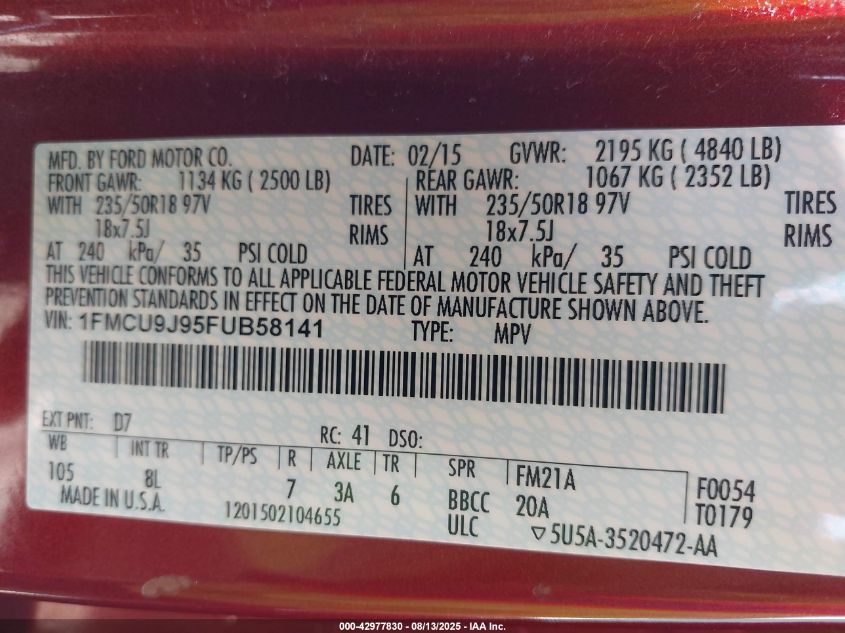 MFD. BY FORD MOTOR CO. DATE: 02/15 GVWR: 2195 KG ( 4840 LB)
FRONT GAWR: 1134 KG ( 2500 LB) REAR GAWR: 1067 KG ( 2352 LB)
WITH 235/50R18 97V TIRES WITH 235/50R18 97V TIRES
18x7.5J RIMS 18x7.5J RIMS
AT 240 kPa/ 35 PSI COLD AT 240 kPa/ 35 PSI COLD
THIS VEHICLE CONFORMS TO ALL APPLICABLE FEDERAL MOTOR VEHICLE SAFETY AND THEFT
PREVENTION STANDARDS IN EFFECT ON THE DATE OF MANUFACTURE SHOWN ABOVE.
VIN: 1FMCU9J95FUB58141 TYPE: MPV
EXT PNT: D7 RC: 41 DSO:
WB INT TR TP/PS R AXLE TR SPR FM21A F0054
105 8L 7 3A 6 BBCC 20A T0179
MADE IN U.S.A. 1201502104655 ULC ▽5U5A-3520472-AA
000-42977830 - 08/13/2025 - IAA Inc.